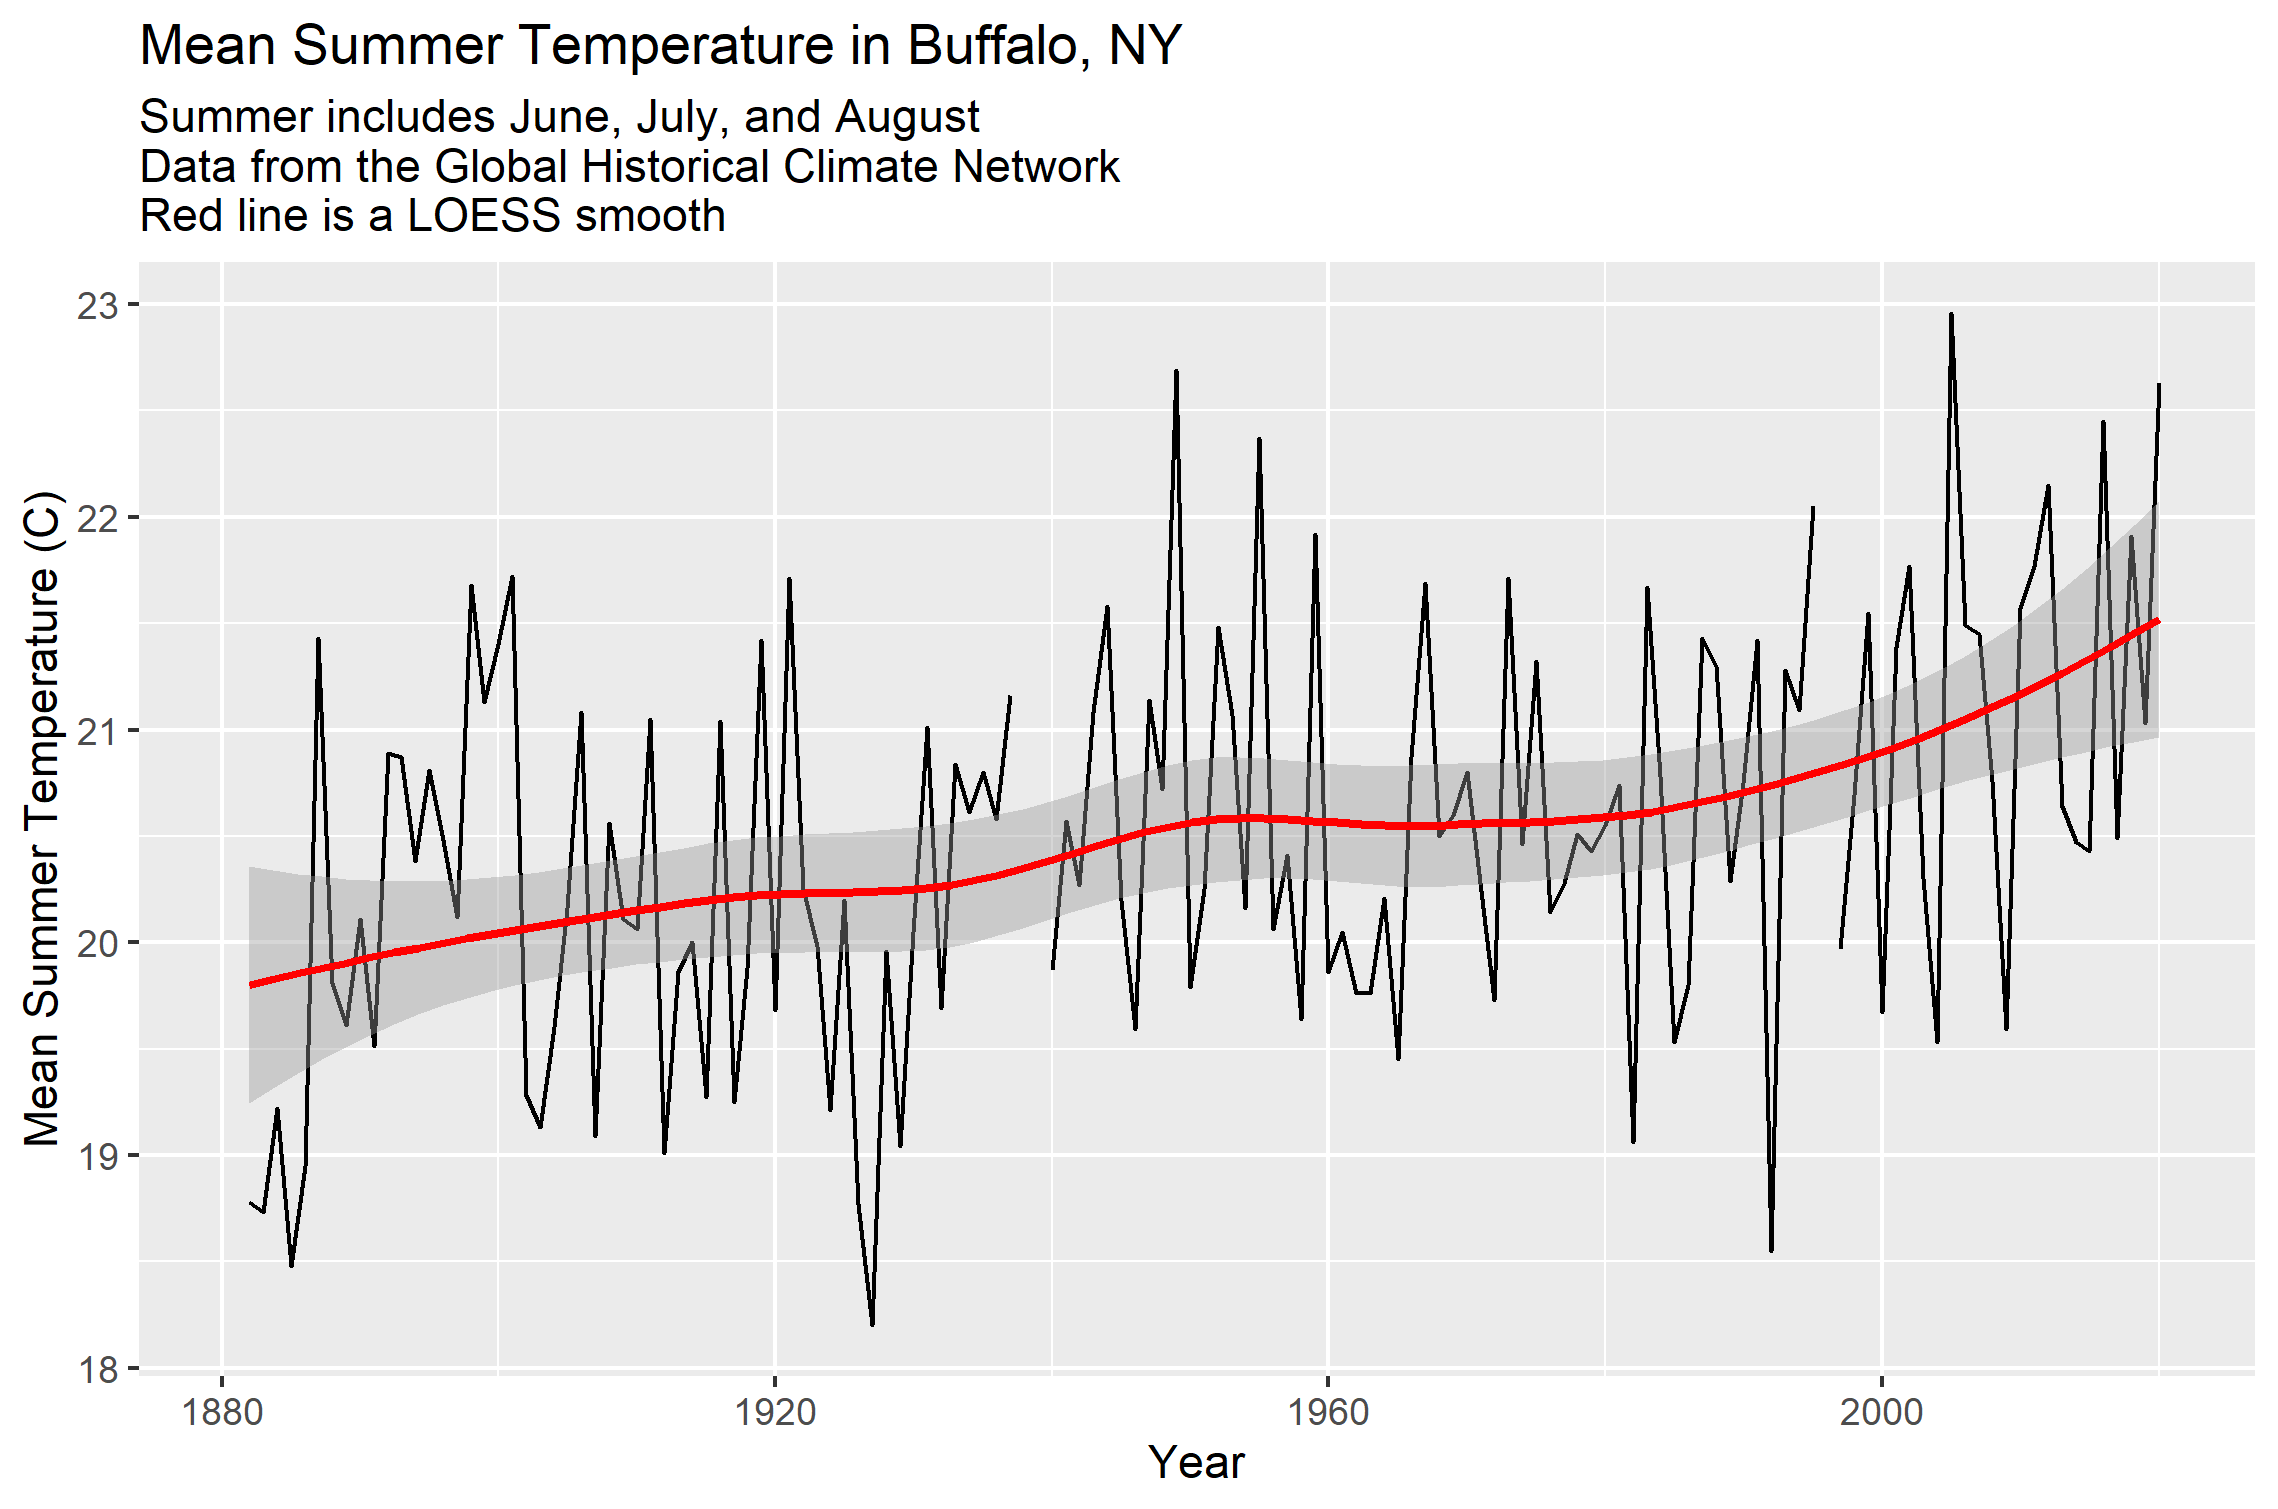 Mean Summer Temperature in Buffalo, NY
Summer includes June, July, and August
Data from the Global Historical Climate Network
Red line is a LOESS smooth
Mean Summer Temperature (C)
23
22
21
20
19
18
1880
1920
1960
2000
Year